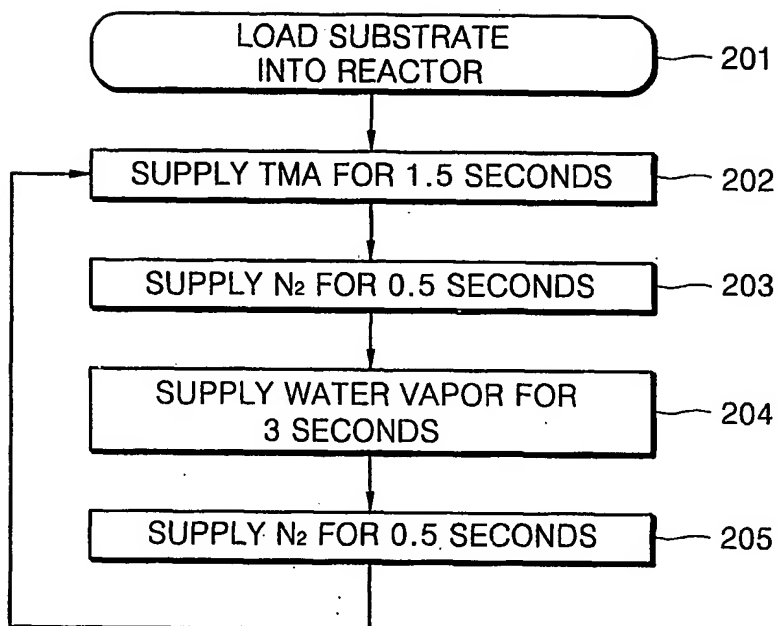 LOAD SUBSTRATE
INTO REACTOR
201
SUPPLY TMA FOR 1.5 SECONDS
202
SUPPLY N₂ FOR 0.5 SECONDS
203
SUPPLY WATER VAPOR FOR
3 SECONDS
204
SUPPLY N₂ FOR 0.5 SECONDS
205